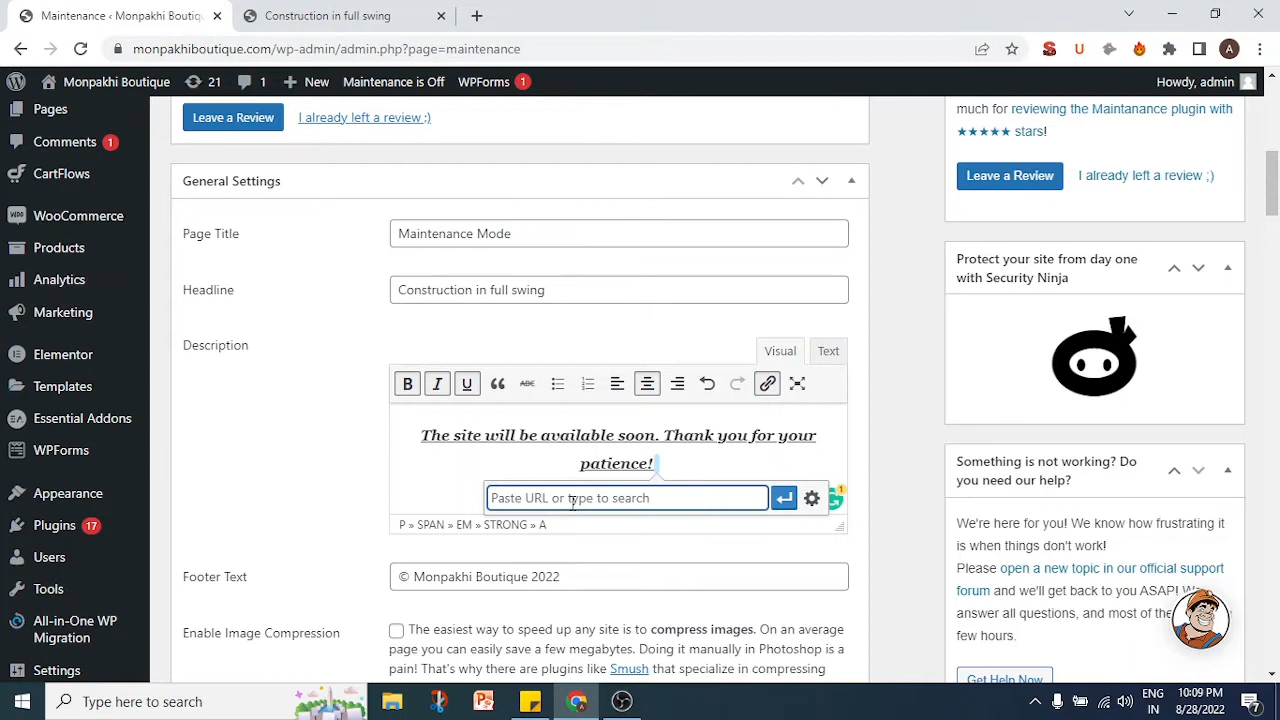 Maintenance ‹ Monpakhi Boutique
Construction in full swing
monpakhiboutique.com/wp-admin/admin.php?page=maintenance
A
Monpakhi Boutique
21
1
New
Maintenance is Off
WPForms
1
Howdy, admin
Pages
Comments
1
CartFlows
WooCommerce
Products
Analytics
Marketing
Elementor
Templates
Essential Addons
WPForms
Appearance
Plugins
17
Users
Tools
All-in-One WP
Migration
Settings
Leave a Review
I already left a review ;)
General Settings
Page Title
Maintenance Mode
Headline
Construction in full swing
Description
Visual
Text
B
I
U
ABC
The site will be available soon. Thank you for your
patience!
Paste URL or type to search
1
P » SPAN » EM » STRONG » A
Footer Text
© Monpakhi Boutique 2022
Enable Image Compression
The easiest way to speed up any site is to compress images. On an average
page you can easily save a few megabytes. Doing it manually in Photoshop is a
pain! That's why there are plugins like Smush that specialize in compressing
much for reviewing the Maintanance plugin with
★★★★★ stars!
Leave a Review
I already left a review ;)
Protect your site from day one
with Security Ninja
Something is not working? Do
you need our help?
We're here for you! We know how frustrating it
is when things don't work!
Please open a new topic in our official support
forum and we'll get back to you ASAP!
answer all questions, and most of the
few hours.
Get Help Now
Type here to search
ENG
IN
10:09 PM
8/28/2022
7